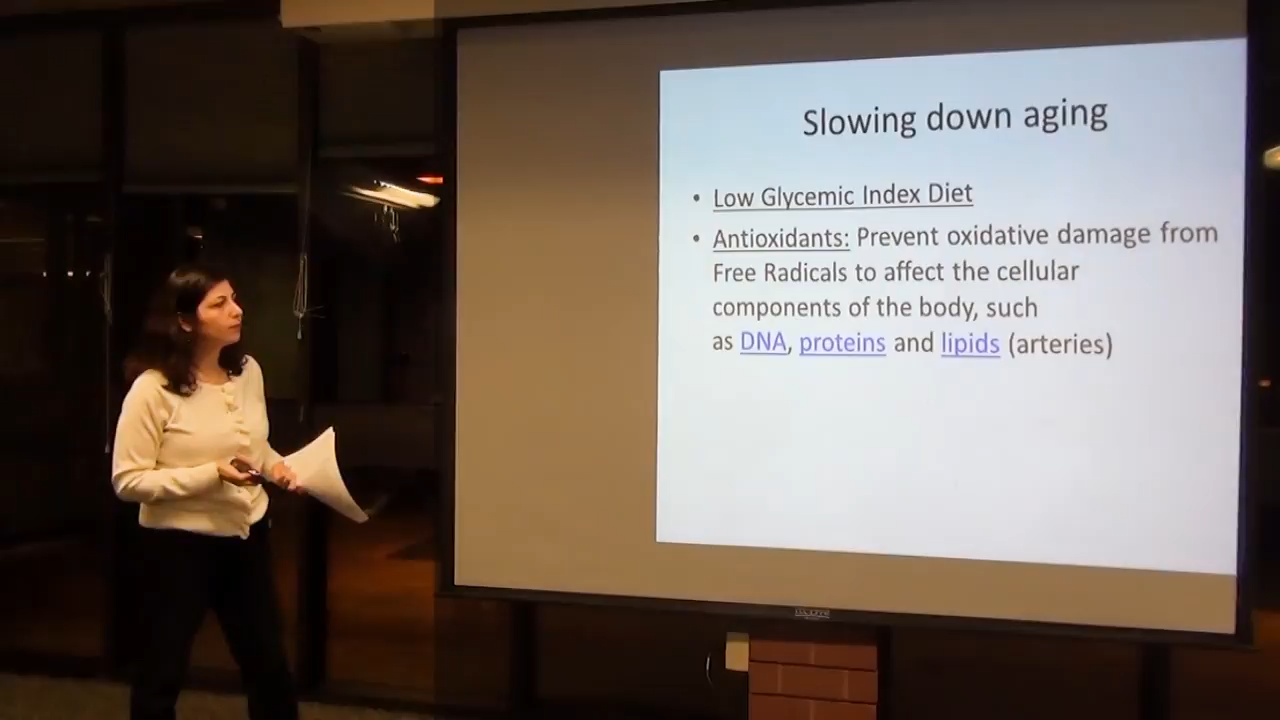 Slowing down aging
• Low Glycemic Index Diet
• Antioxidants: Prevent oxidative damage from
Free Radicals to affect the cellular
components of the body, such
as DNA, proteins and lipids (arteries)